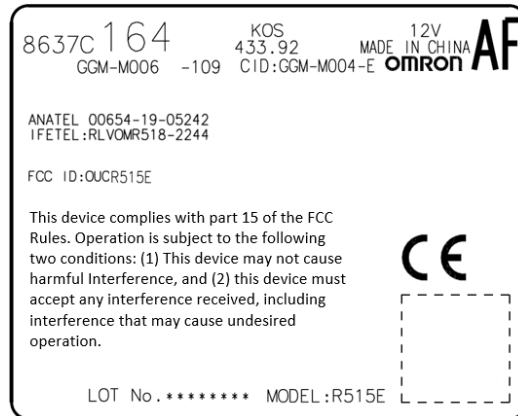 8637C 164 KOS 12V
433.92 MADE IN CHINA AF
GGM-M006 -109 CID:GGM-M004-E OMRON
ANATEL 00654-19-05242
IFETEL:RLVOMR518-2244
FCC ID:OUCR515E
This device complies with part 15 of the FCC
Rules. Operation is subject to the following
two conditions: (1) This device may not cause
harmful Interference, and (2) this device must
accept any interference received, including
interference that may cause undesired
operation.
CE
LOT No.******** MODEL:R515E